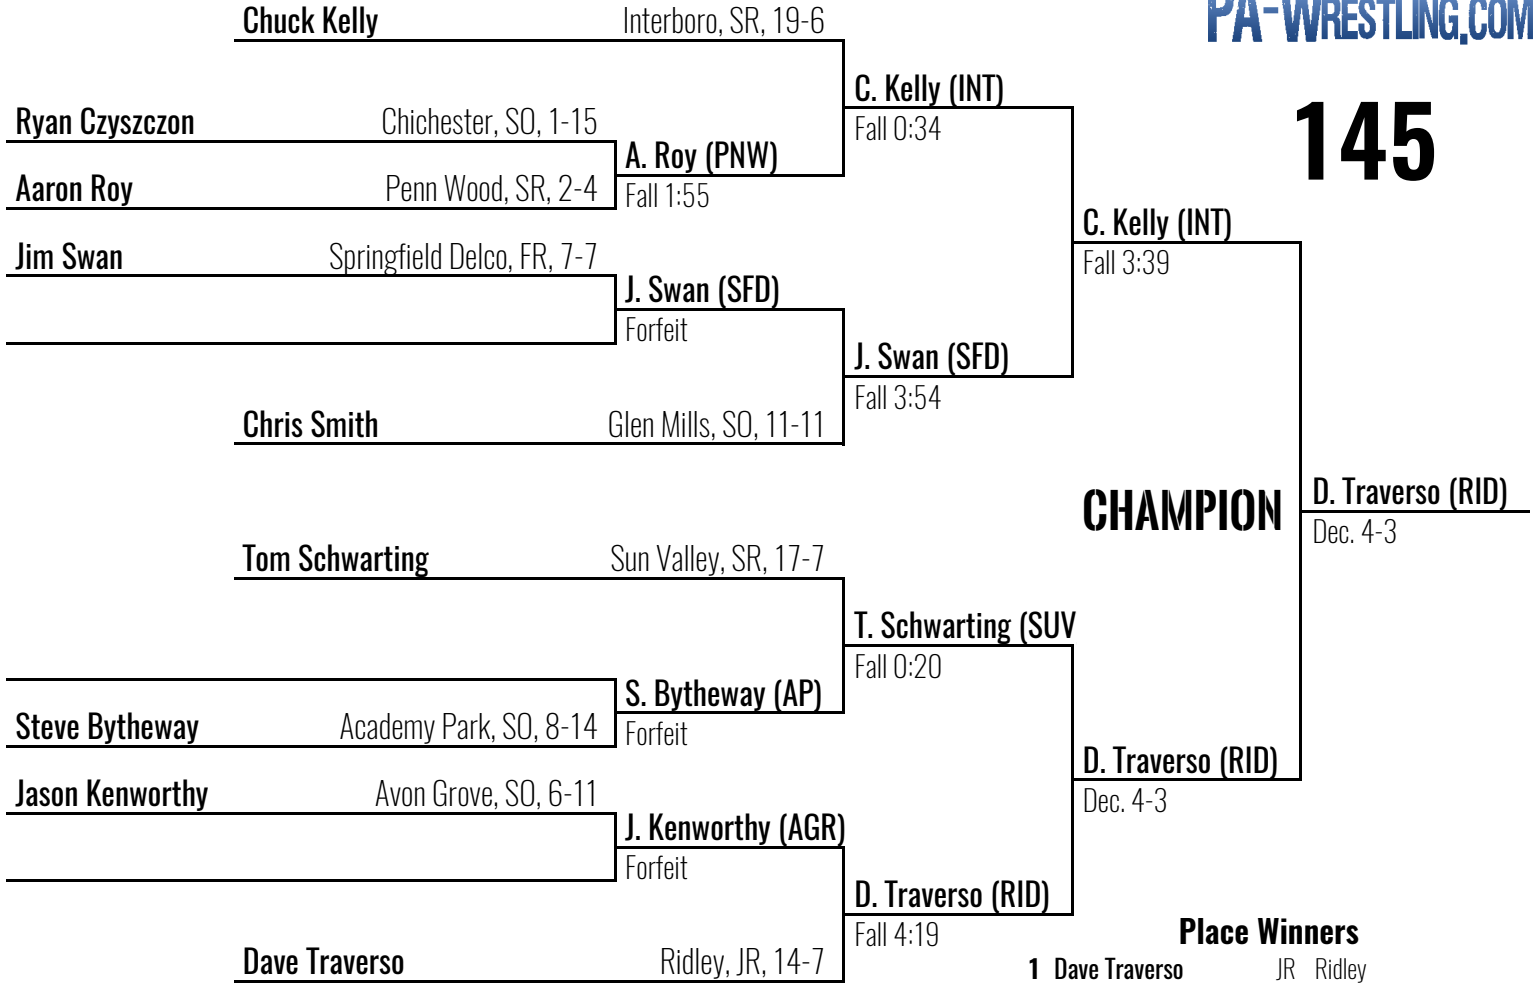 PA-WRESTLING.COM
145
Chuck Kelly Interboro, SR, 19-6
C. Kelly (INT)
Fall 0:34
Ryan Czyszczon Chichester, SO, 1-15
A. Roy (PNW)
Fall 1:55
Aaron Roy Penn Wood, SR, 2-4
C. Kelly (INT)
Fall 3:39
Jim Swan Springfield Delco, FR, 7-7
J. Swan (SFD)
Forfeit
J. Swan (SFD)
Fall 3:54
Chris Smith Glen Mills, SO, 11-11
CHAMPION
D. Traverso (RID)
Dec. 4-3
Tom Schwarting Sun Valley, SR, 17-7
T. Schwarting (SUV
Fall 0:20
S. Bytheway (AP)
Forfeit
Steve Bytheway Academy Park, SO, 8-14
D. Traverso (RID)
Dec. 4-3
Jason Kenworthy Avon Grove, SO, 6-11
J. Kenworthy (AGR)
Forfeit
D. Traverso (RID)
Fall 4:19
Dave Traverso Ridley, JR, 14-7
Place Winners
1 Dave Traverso JR Ridley